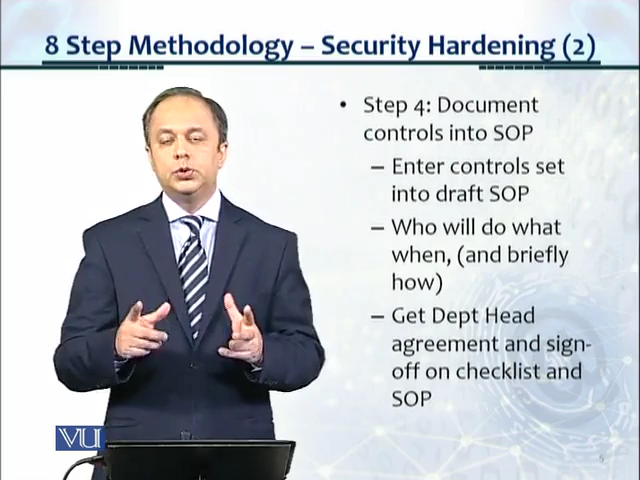 8 Step Methodology – Security Hardening (2)
• Step 4: Document
controls into SOP
– Enter controls set
into draft SOP
– Who will do what
when, (and briefly
how)
– Get Dept Head
agreement and sign-
off on checklist and
SOP
VU